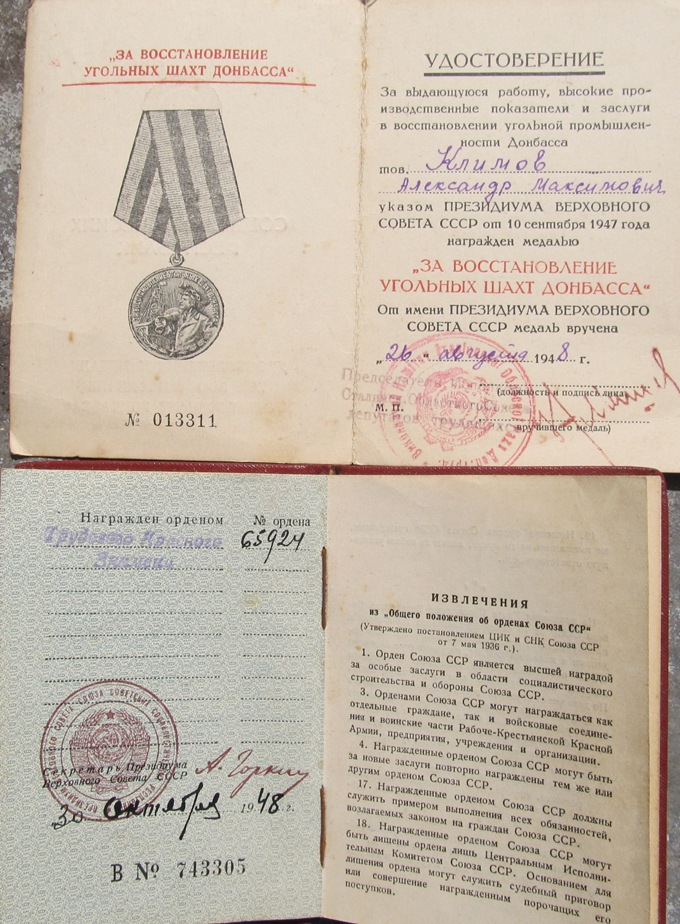 „ЗА ВОССТАНОВЛЕНИЕ
УГОЛЬНЫХ ШАХТ ДОНБАССА“
№ 013311
УДОСТОВЕРЕНИЕ
За выдающуюся работу, высокие про-
изводственные показатели и заслуги
в восстановлении угольной промышлен-
ности Донбасса
тов. Климов
Александр Максимович
указом ПРЕЗИДИУМА ВЕРХОВНОГО
СОВЕТА СССР от 10 сентября 1947 года
награжден медалью
„ЗА ВОССТАНОВЛЕНИЕ
УГОЛЬНЫХ ШАХТ ДОНБАССА“
От имени ПРЕЗИДИУМА ВЕРХОВНОГО
СОВЕТА СССР медаль вручена
„26“ августа 1948 г.
Председатель
(должность и подпись лица,
М. П.
депутатов трудящихся
вручившего медаль)
Награжден орденом № ордена
Трудового Красного 65924
Знамени
Секретарь Президиума
Верховного Совета СССР А. Горкин
30 октября 1948 г.
В № 743305
ИЗВЛЕЧЕНИЯ
из „Общего положения об орденах Союза ССР“
(Утверждено постановлением ЦИК и СНК Союза ССР
от 7 мая 1936 г.).
1. Орден Союза ССР является высшей наградой
за особые заслуги в области социалистического
строительства и обороны Союза ССР.
3. Орденами Союза ССР могут награждаться как
отдельные граждане, так и войсковые соедине-
ния и воинские части Рабоче-Крестьянской Красной
Армии, предприятия, учреждения и организации.
4. Награжденные орденом Союза ССР могут быть
за новые заслуги повторно награждены тем же или
другим орденом Союза ССР.
17. Награжденные орденом Союза ССР должны
служить примером выполнения всех обязанностей,
возлагаемых законом на граждан Союза ССР.
18. Награжденные орденом Союза ССР могут
быть лишены ордена лишь Центральным Исполни-
тельным Комитетом Союза ССР. Основанием для
лишения ордена могут служить судебный приговор
или совершение награжденным порочащих его
поступков.